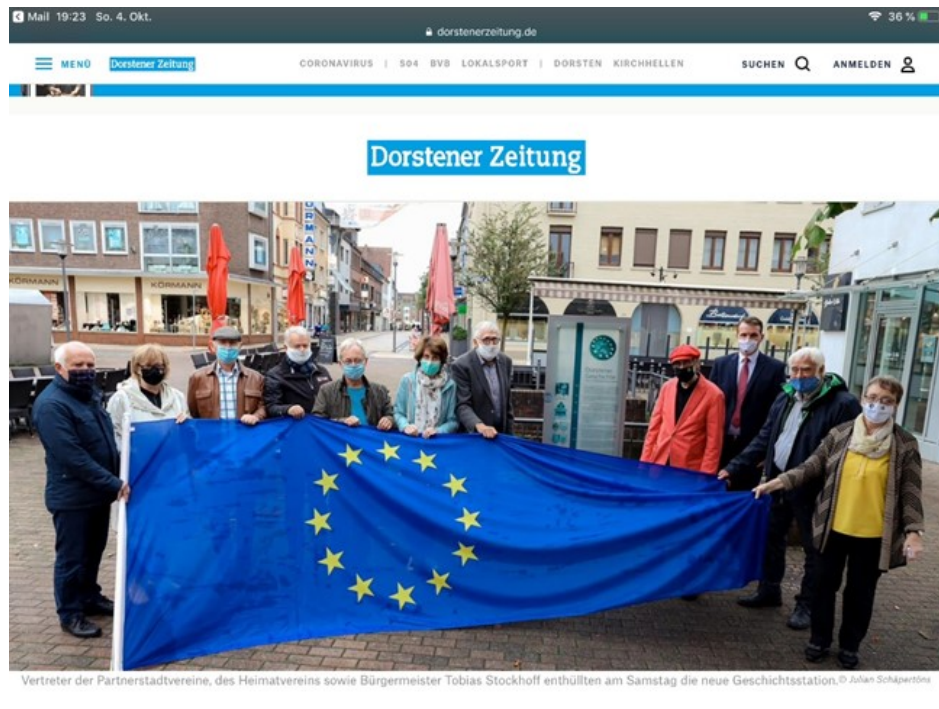 Mail 19:23 So. 4. Okt.
36 %
dorstenerzeitung.de
MENÜ Dorstener Zeitung CORONAVIRUS | S04 BVB LOKALSPORT | DORSTEN KIRCHHELLEN SUCHEN ANMELDEN
Dorstener Zeitung
KÖRMANN
KÖRMANN
Dorstener
Geschichte
Vertreter der Partnerstadtvereine, des Heimatvereins sowie Bürgermeister Tobias Stockhoff enthüllten am Samstag die neue Geschichtsstation. © Julian Schäpertöns